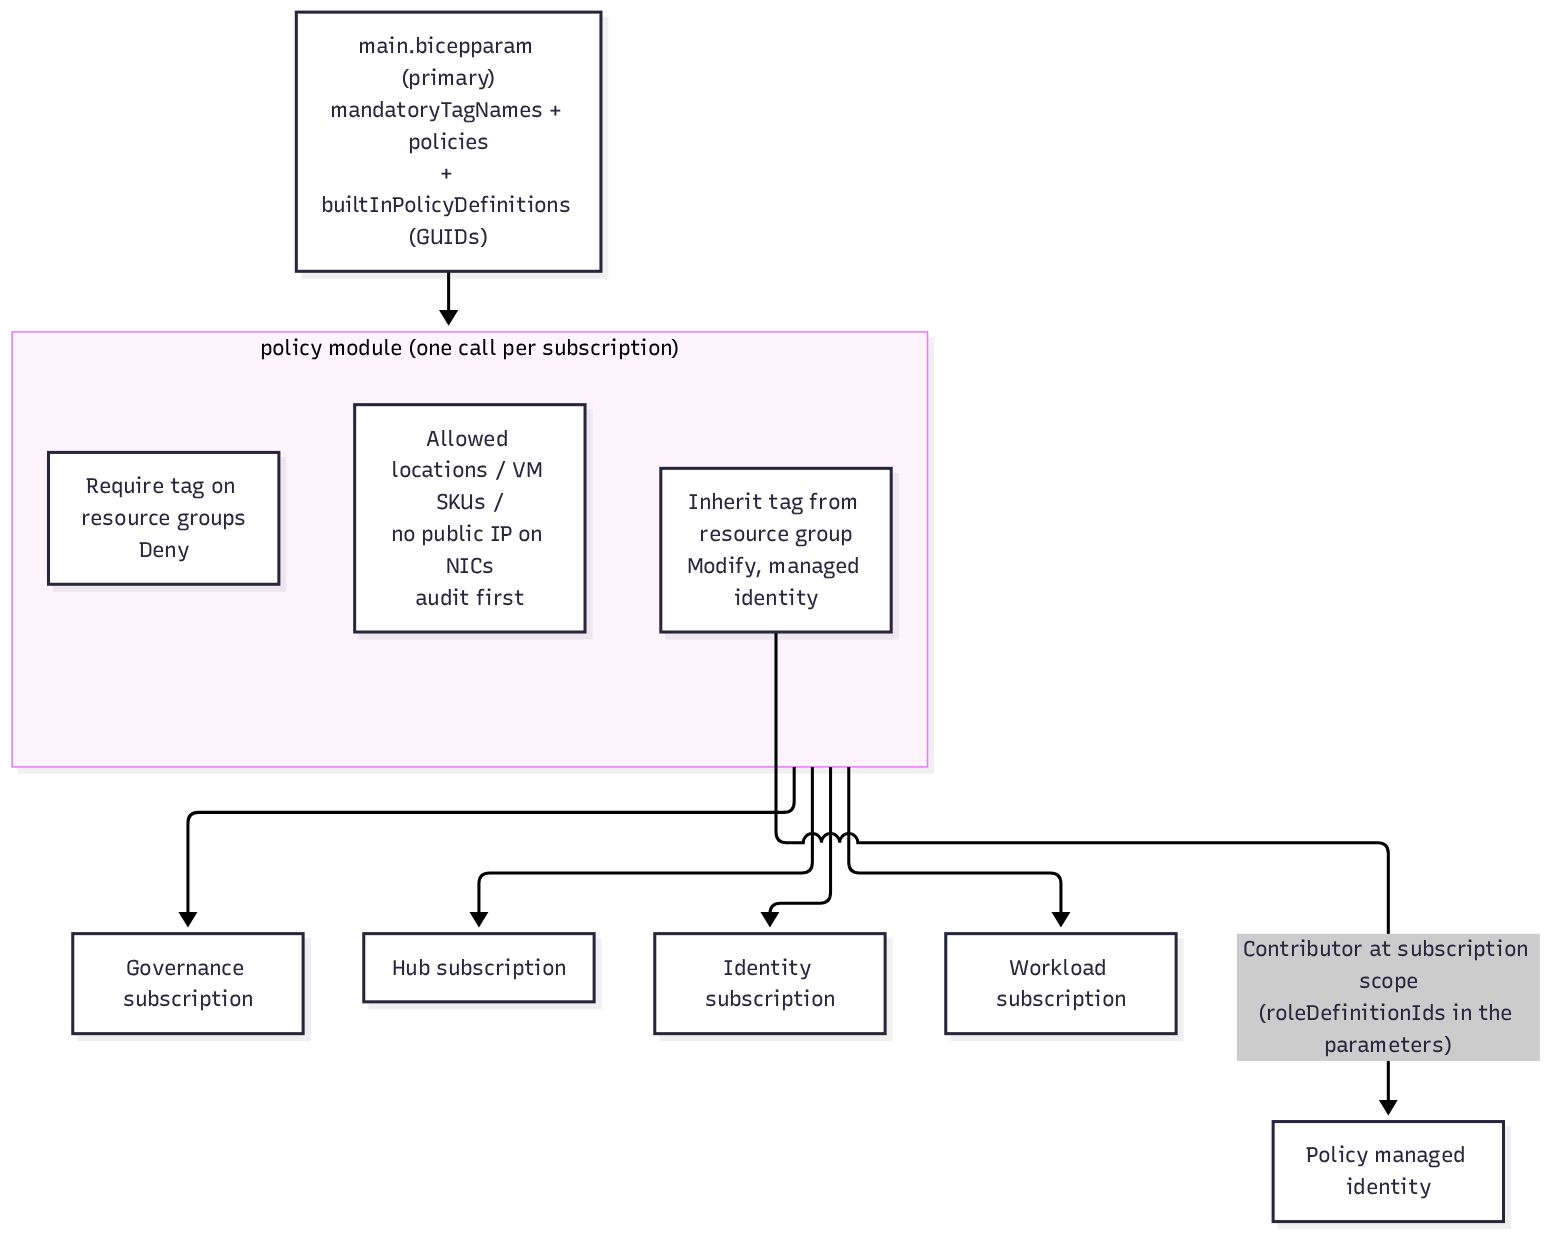 main.bicepparam
(primary)
mandatoryTagNames +
policies
+
builtInPolicyDefinitions
(GUIDs)
policy module (one call per subscription)
Require tag on
resource groups
Deny
Allowed
locations / VM
SKUs /
no public IP on
NICs
audit first
Inherit tag from
resource group
Modify, managed
identity
Governance
subscription
Hub subscription
Identity
subscription
Workload
subscription
Contributor at subscription
scope
(roleDefinitionIds in the
parameters)
Policy managed
identity